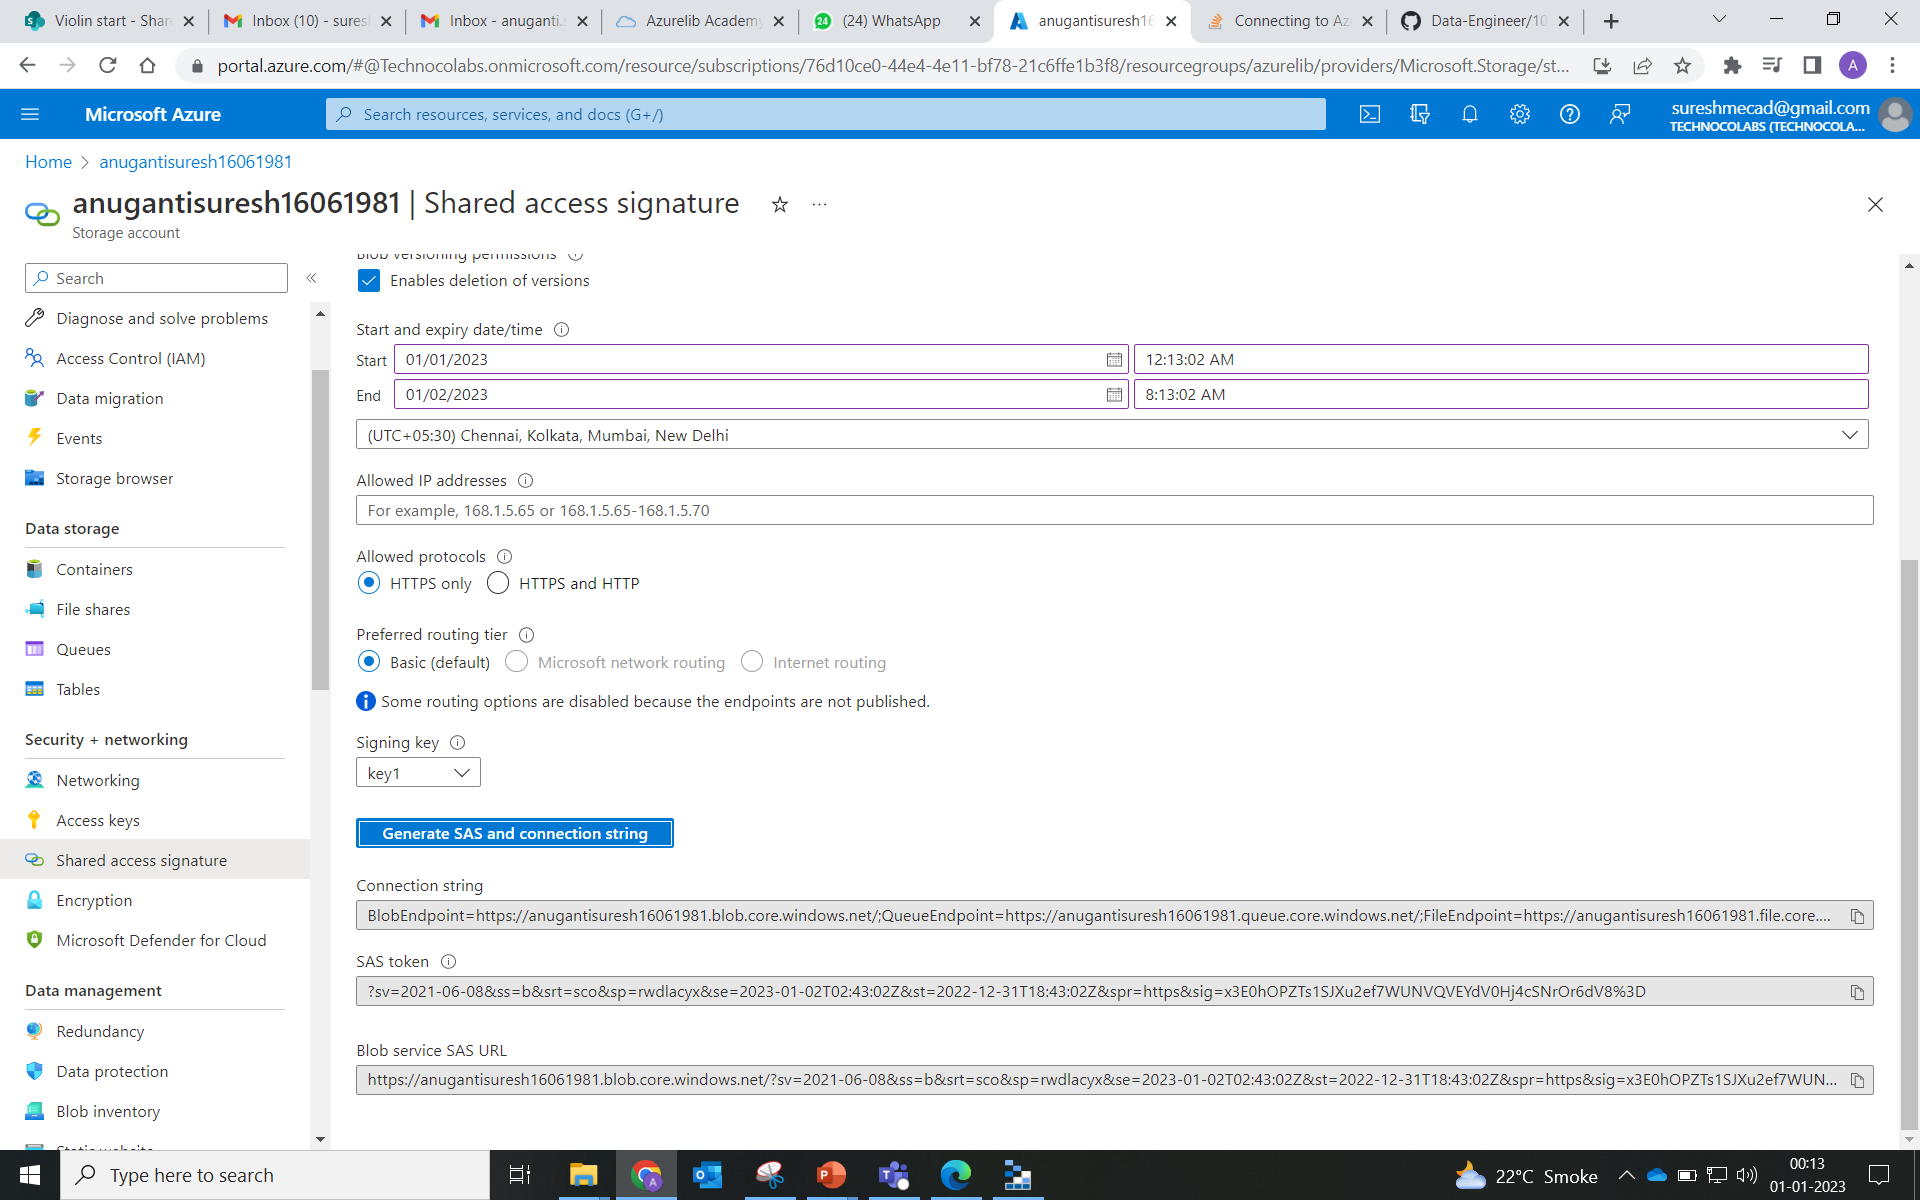 Violin start - Shar
Inbox (10) - sures
Inbox - anuganti.s
Azurelib Academy
(24) WhatsApp
anugantisuresh16
Connecting to Az
Data-Engineer/10
portal.azure.com/#@Technocolabs.onmicrosoft.com/resource/subscriptions/76d10ce0-44e4-4e11-bf78-21c6ffe1b3f8/resourcegroups/azurelib/providers/Microsoft.Storage/st...
A
Microsoft Azure
Search resources, services, and docs (G+/)
sureshmecad@gmail.com
TECHNOCOLABS (TECHNOCOLA...
Home > anugantisuresh16061981
anugantisuresh16061981 | Shared access signature
Storage account
Search
Diagnose and solve problems
Access Control (IAM)
Data migration
Events
Storage browser
Data storage
Containers
File shares
Queues
Tables
Security + networking
Networking
Access keys
Shared access signature
Encryption
Microsoft Defender for Cloud
Data management
Redundancy
Data protection
Blob inventory
Static website
Blob versioning permissions
Enables deletion of versions
Start and expiry date/time
Start 01/01/2023 12:13:02 AM
End 01/02/2023 8:13:02 AM
(UTC+05:30) Chennai, Kolkata, Mumbai, New Delhi
Allowed IP addresses
For example, 168.1.5.65 or 168.1.5.65-168.1.5.70
Allowed protocols
HTTPS only HTTPS and HTTP
Preferred routing tier
Basic (default) Microsoft network routing Internet routing
Some routing options are disabled because the endpoints are not published.
Signing key
key1
Generate SAS and connection string
Connection string
BlobEndpoint=https://anugantisuresh16061981.blob.core.windows.net/;QueueEndpoint=https://anugantisuresh16061981.queue.core.windows.net/;FileEndpoint=https://anugantisuresh16061981.file.core....
SAS token
?sv=2021-06-08&ss=b&srt=sco&sp=rwdlacyx&se=2023-01-02T02:43:02Z&st=2022-12-31T18:43:02Z&spr=https&sig=x3E0hOPZTs1SJXu2ef7WUNVQVEYdV0Hj4cSNrOr6dV8%3D
Blob service SAS URL
https://anugantisuresh16061981.blob.core.windows.net/?sv=2021-06-08&ss=b&srt=sco&sp=rwdlacyx&se=2023-01-02T02:43:02Z&st=2022-12-31T18:43:02Z&spr=https&sig=x3E0hOPZTs1SJXu2ef7WUN...
Type here to search
22°C Smoke
00:13
01-01-2023